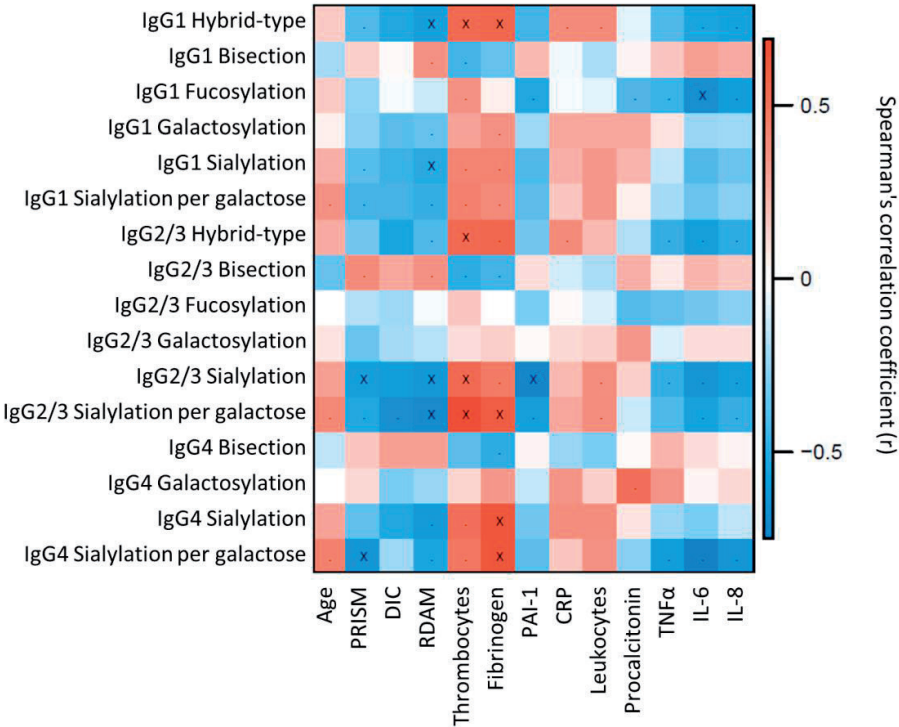 IgG1 Hybrid-type
IgG1 Bisection
IgG1 Fucosylation
IgG1 Galactosylation
IgG1 Sialylation
IgG1 Sialylation per galactose
IgG2/3 Hybrid-type
IgG2/3 Bisection
IgG2/3 Fucosylation
IgG2/3 Galactosylation
IgG2/3 Sialylation
IgG2/3 Sialylation per galactose
IgG4 Bisection
IgG4 Galactosylation
IgG4 Sialylation
IgG4 Sialylation per galactose
x x x
x
x
x
x x x x
x x x
x
x x
Age
PRISM
DIC
RDAM
Thrombocytes
Fibrinogen
PAI-1
CRP
Leukocytes
Procalcitonin
TNFα
IL-6
IL-8
0.5
0
−0.5
Spearman's correlation coefficient (r)